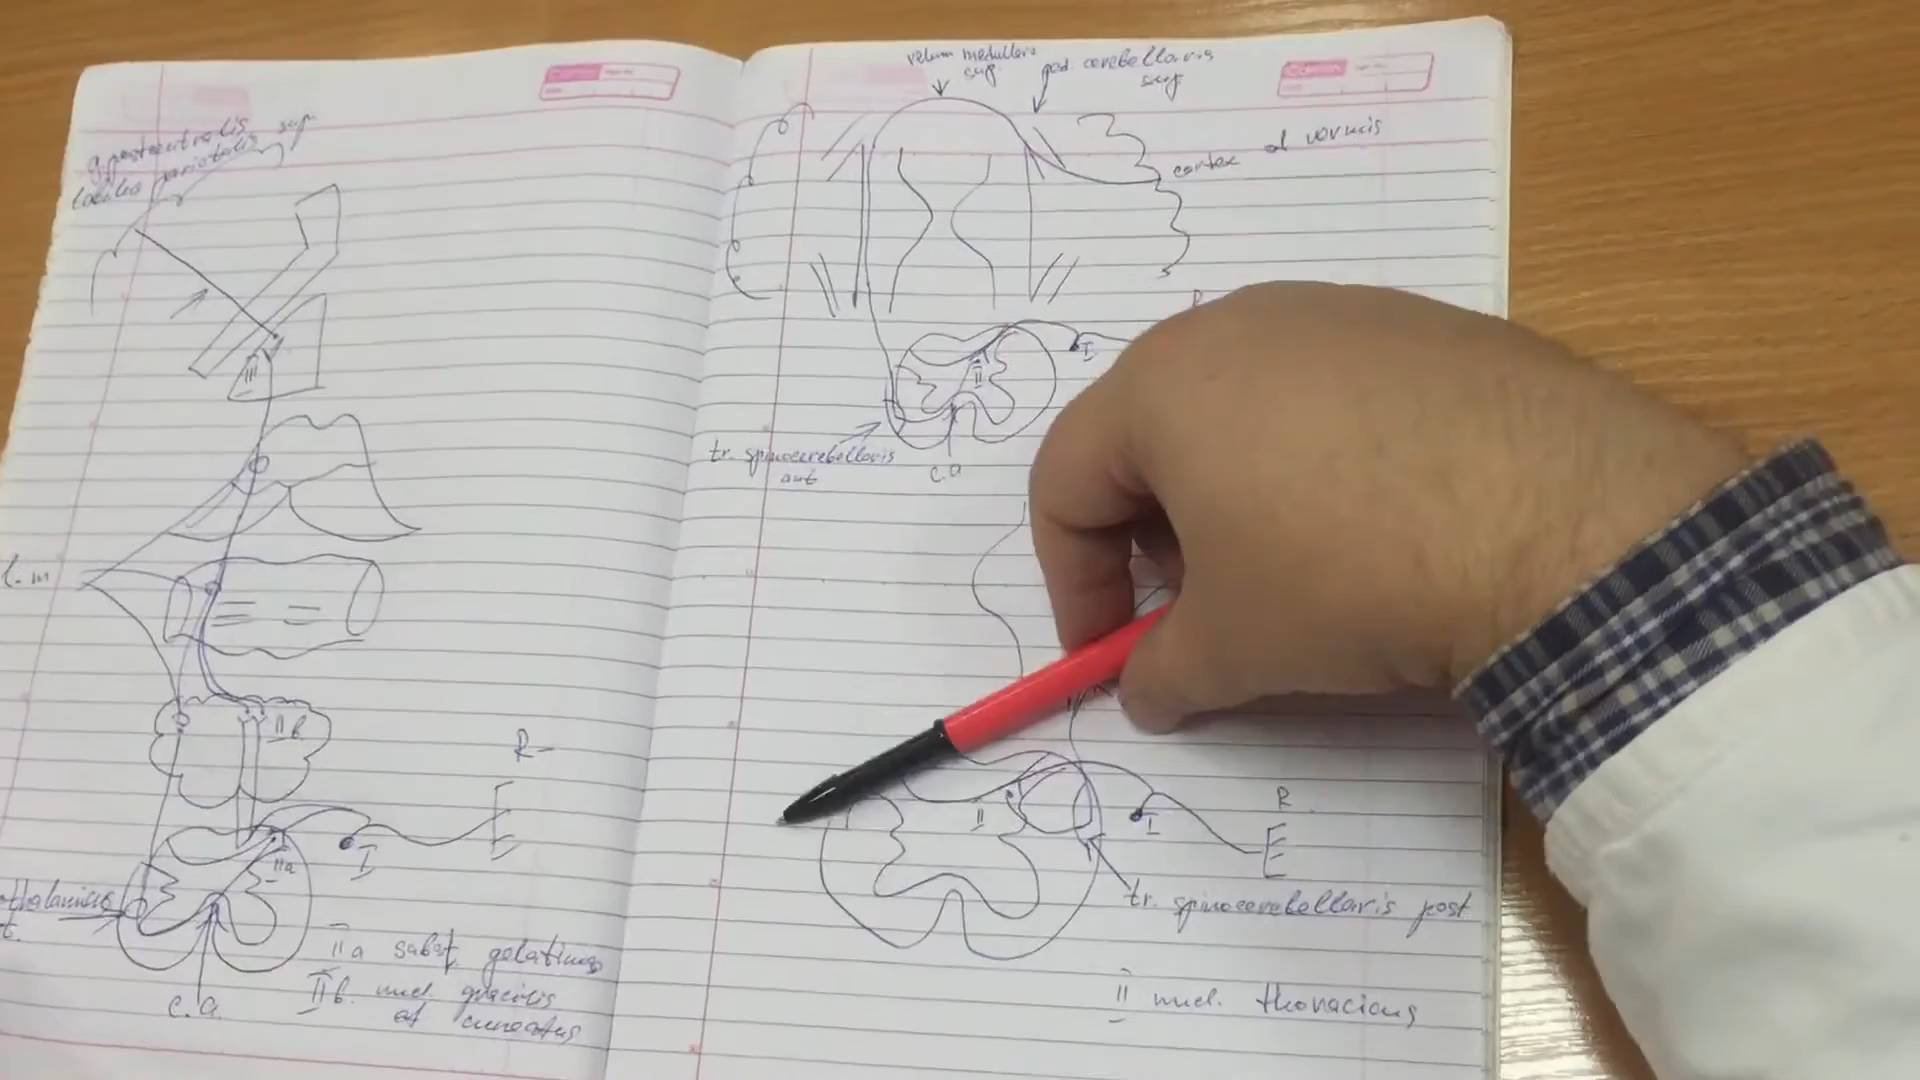 g. postcentralis
lobulus parietalis sup.
III
l. m
II b
R
I
II a
othalamicus
t.
c.a.
II a subst. gelatinosa
II b. nucl. gracilis
et cuneatus
velum medullare
sup.
ped. cerebellaris
sup
cortex of vermis
R
I
II
tr. spinocerebellaris
ant
c.a
R
I
II
tr. spinocerebellaris post
II nucl. thoracicus